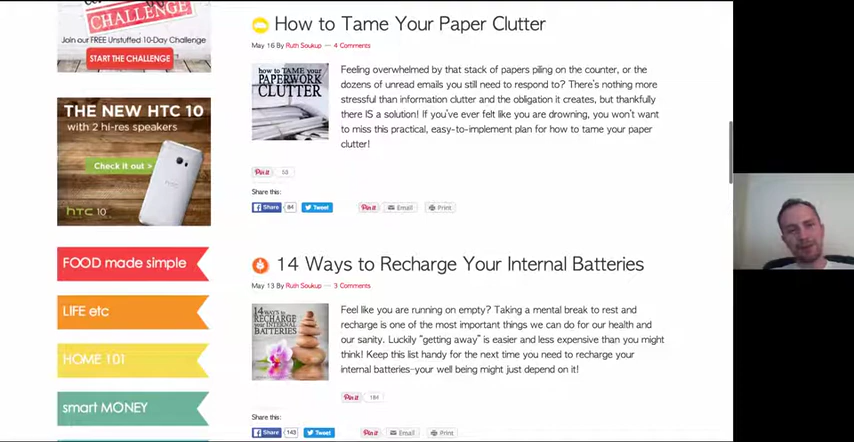 CHALLENGE
Join our FREE Unstuffed 10-Day Challenge
START THE CHALLENGE
THE NEW HTC 10
with 2 hi-res speakers
Check it out >
hTC 10
FOOD made simple
LIFE etc
HOME 101
smart MONEY
How to Tame Your Paper Clutter
May 16 By Ruth Soukup — 4 Comments
how to TAME your
PAPERWORK
CLUTTER
Feeling overwhelmed by that stack of papers piling on the counter, or the
dozens of unread emails you still need to respond to? There's nothing more
stressful than information clutter and the obligation it creates, but thankfully
there IS a solution! If you've ever felt like you are drowning, you won't want
to miss this practical, easy-to-implement plan for how to tame your paper
clutter!
Pin it 53
Share this:
Share 84 Tweet Pin it Email Print
14 Ways to Recharge Your Internal Batteries
May 13 By Ruth Soukup — 3 Comments
14 WAYS to
RECHARGE
your INTERNAL
BATTERIES
Feel like you are running on empty? Taking a mental break to rest and
recharge is one of the most important things we can do for our health and
our sanity. Luckily "getting away" is easier and less expensive than you might
think! Keep this list handy for the next time you need to recharge your
internal batteries–your well being might just depend on it!
Pin it 184
Share this:
Share 143 Tweet Pin it Email Print